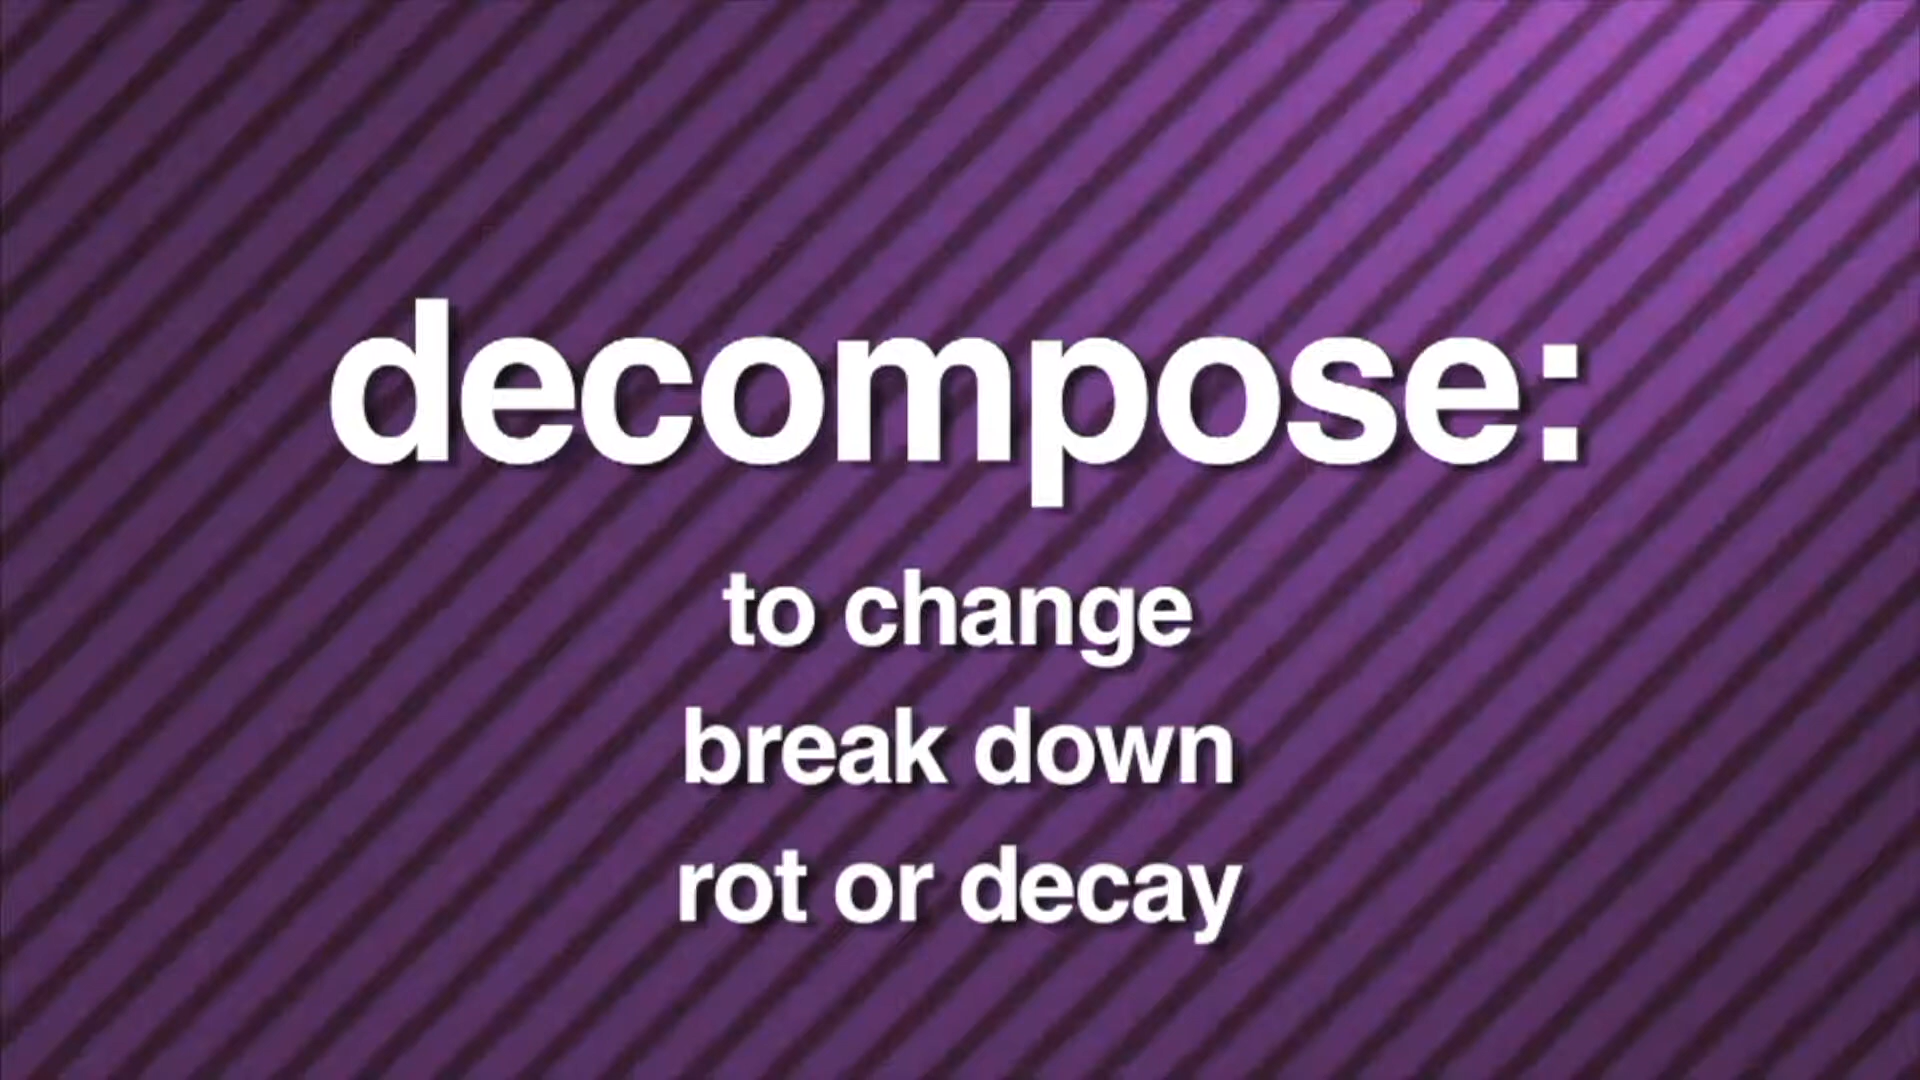 decompose:
to change
break down
rot or decay